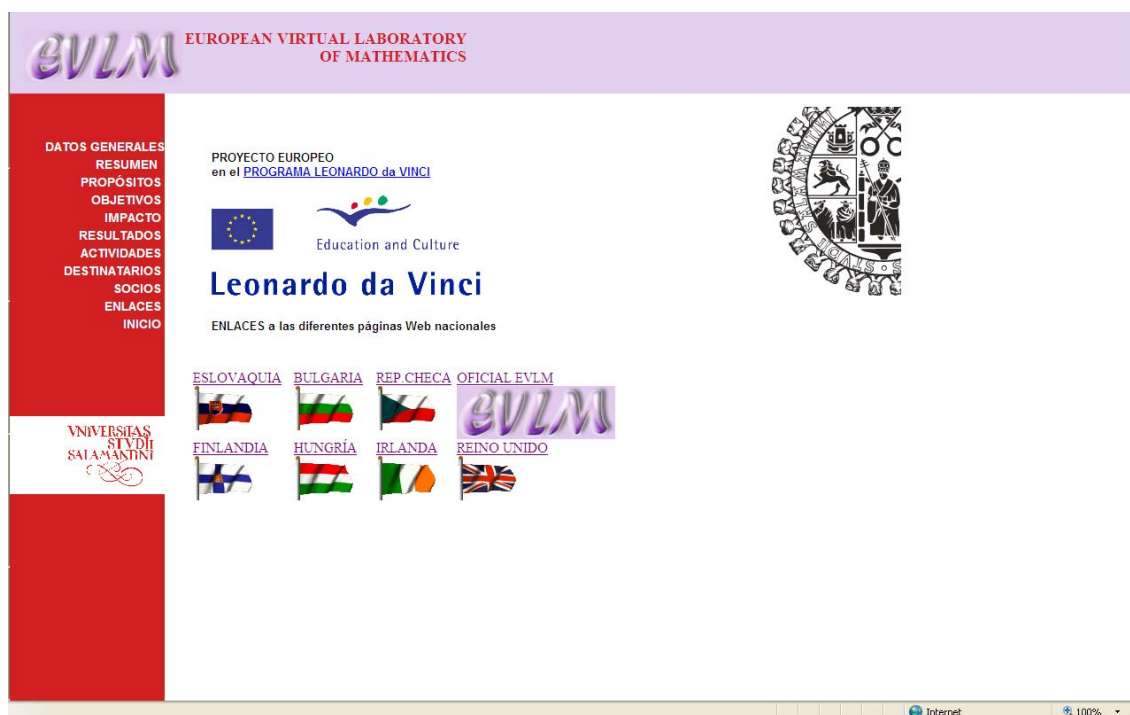 EVLM
EUROPEAN VIRTUAL LABORATORY
OF MATHEMATICS
DATOS GENERALES
RESUMEN
PROPÓSITOS
OBJETIVOS
IMPACTO
RESULTADOS
ACTIVIDADES
DESTINATARIOS
SOCIOS
ENLACES
INICIO
VNIVERSITAS
STVDII
SALAMANTINI
PROYECTO EUROPEO
en el PROGRAMA LEONARDO da VINCI
Education and Culture
Leonardo da Vinci
ENLACES a las diferentes páginas Web nacionales
ESLOVAQUIA BULGARIA REP.CHECA OFICIAL EVLM
EVLM
FINLANDIA HUNGRÍA IRLANDA REINO UNIDO
Internet 100%